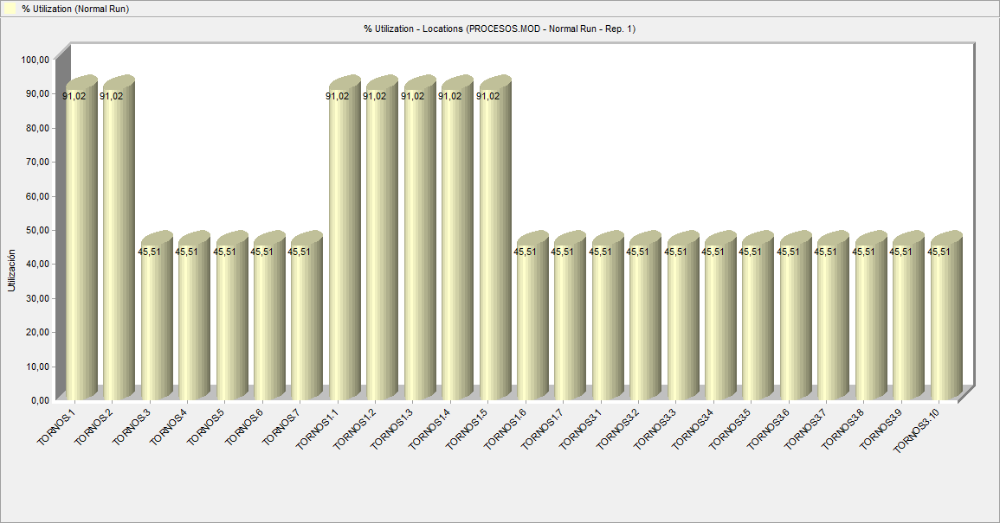 % Utilization (Normal Run)
% Utilization - Locations (PROCESOS.MOD - Normal Run - Rep. 1)
Utilización
100,00
90,00
80,00
70,00
60,00
50,00
40,00
30,00
20,00
10,00
0,00
91,02 91,02 45,51 45,51 45,51 45,51 45,51 91,02 91,02 91,02 91,02 91,02 45,51 45,51 45,51 45,51 45,51 45,51 45,51 45,51 45,51 45,51 45,51 45,51
TORNOS.1
TORNOS.2
TORNOS.3
TORNOS.4
TORNOS.5
TORNOS.6
TORNOS.7
TORNOS1.1
TORNOS1.2
TORNOS1.3
TORNOS1.4
TORNOS1.5
TORNOS1.6
TORNOS1.7
TORNOS3.1
TORNOS3.2
TORNOS3.3
TORNOS3.4
TORNOS3.5
TORNOS3.6
TORNOS3.7
TORNOS3.8
TORNOS3.9
TORNOS3.10